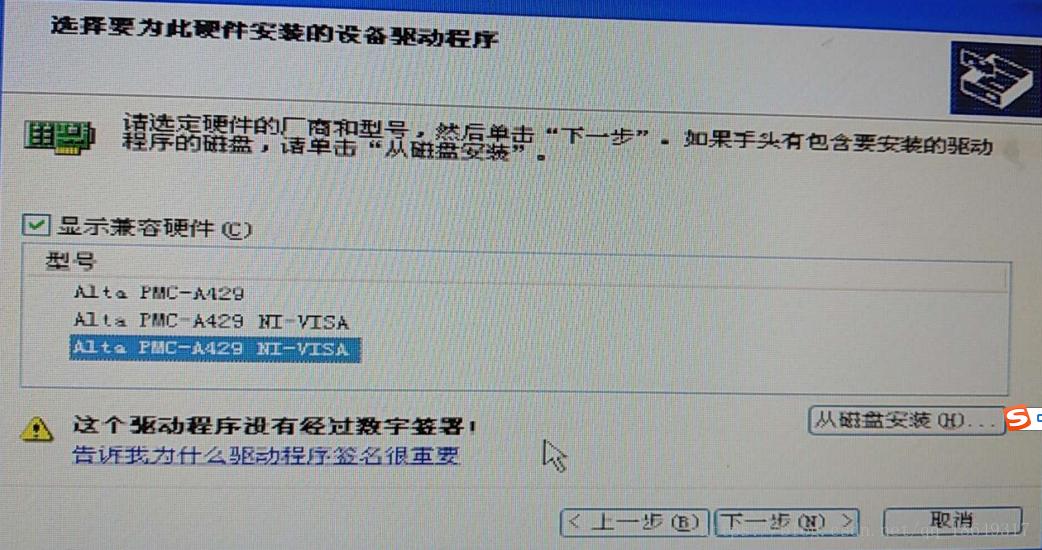 选择要为此硬件安装的设备驱动程序
请选定硬件的厂商和型号，然后单击“下一步”。如果手头有包含要安装的驱动
程序的磁盘，请单击“从磁盘安装”。
显示兼容硬件(C)
型号
Alta PMC-A429
Alta PMC-A429 NI-VISA
Alta PMC-A429 NI-VISA
这个驱动程序没有经过数字签署!
从磁盘安装(H)...
告诉我为什么驱动程序签名很重要
< 上一步(B)
下一步(N) >
取消